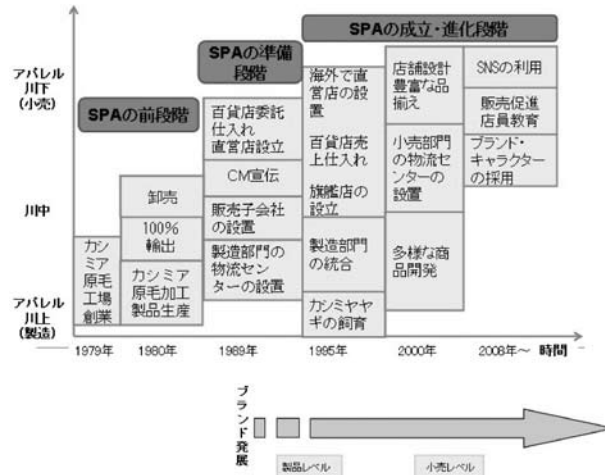 SPAの成立・進化段階
SPAの準備
段階
SPAの前段階
アパレル
川下
(小売)
川中
アパレル
川上
(製造)
カシ
ミア
原毛
工場
創業
卸売
100%
輸出
カシミア
原毛加工
製品生産
百貨店委託
仕入れ
直営店設立
CM宣伝
販売子会社
の設置
製造部門の
物流セン
ターの設置
海外で直
営店の設
置
百貨店売
上仕入れ
旗艦店の
設立
製造部門
の統合
カシミヤヤ
ギの飼育
店舗設計
豊富な品
揃え
小売部門
の物流セ
ンターの
設置
多様な商
品開発
SNSの利用
販売促進
店員教育
ブランド・
キャラクター
の採用
1979年
1980年
1989年
1995年
2000年
2008年~
時間
ブランド発展
製品レベル
小売レベル